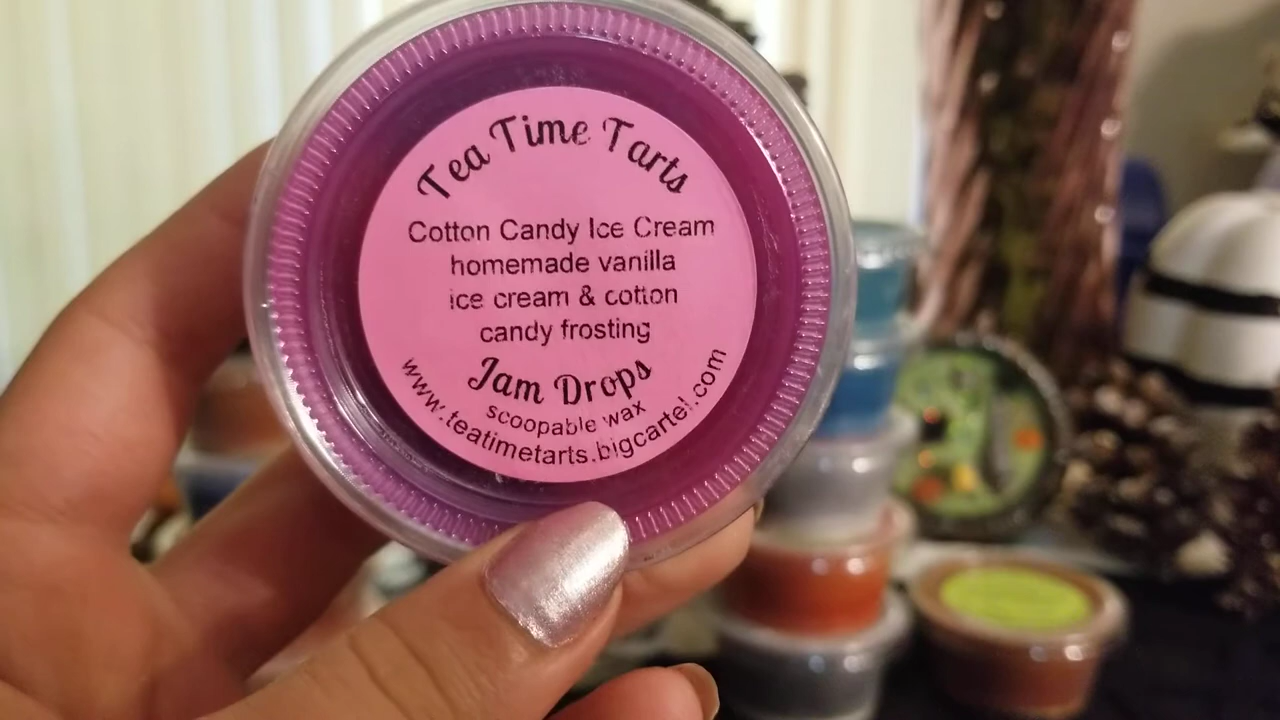 Tea Time Tarts
Cotton Candy Ice Cream
homemade vanilla
ice cream & cotton
candy frosting
Jam Drops
scoopable wax
www.teatimetarts.bigcartel.com